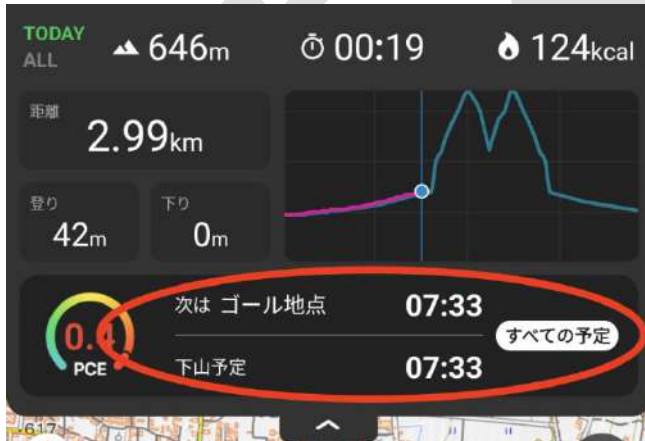 TODAY
ALL
646m
00:19
124kcal
距離
2.99km
登り
42m
下り
0m
次は ゴール地点
07:33
すべての予定
PCE
下山予定
07:33
617